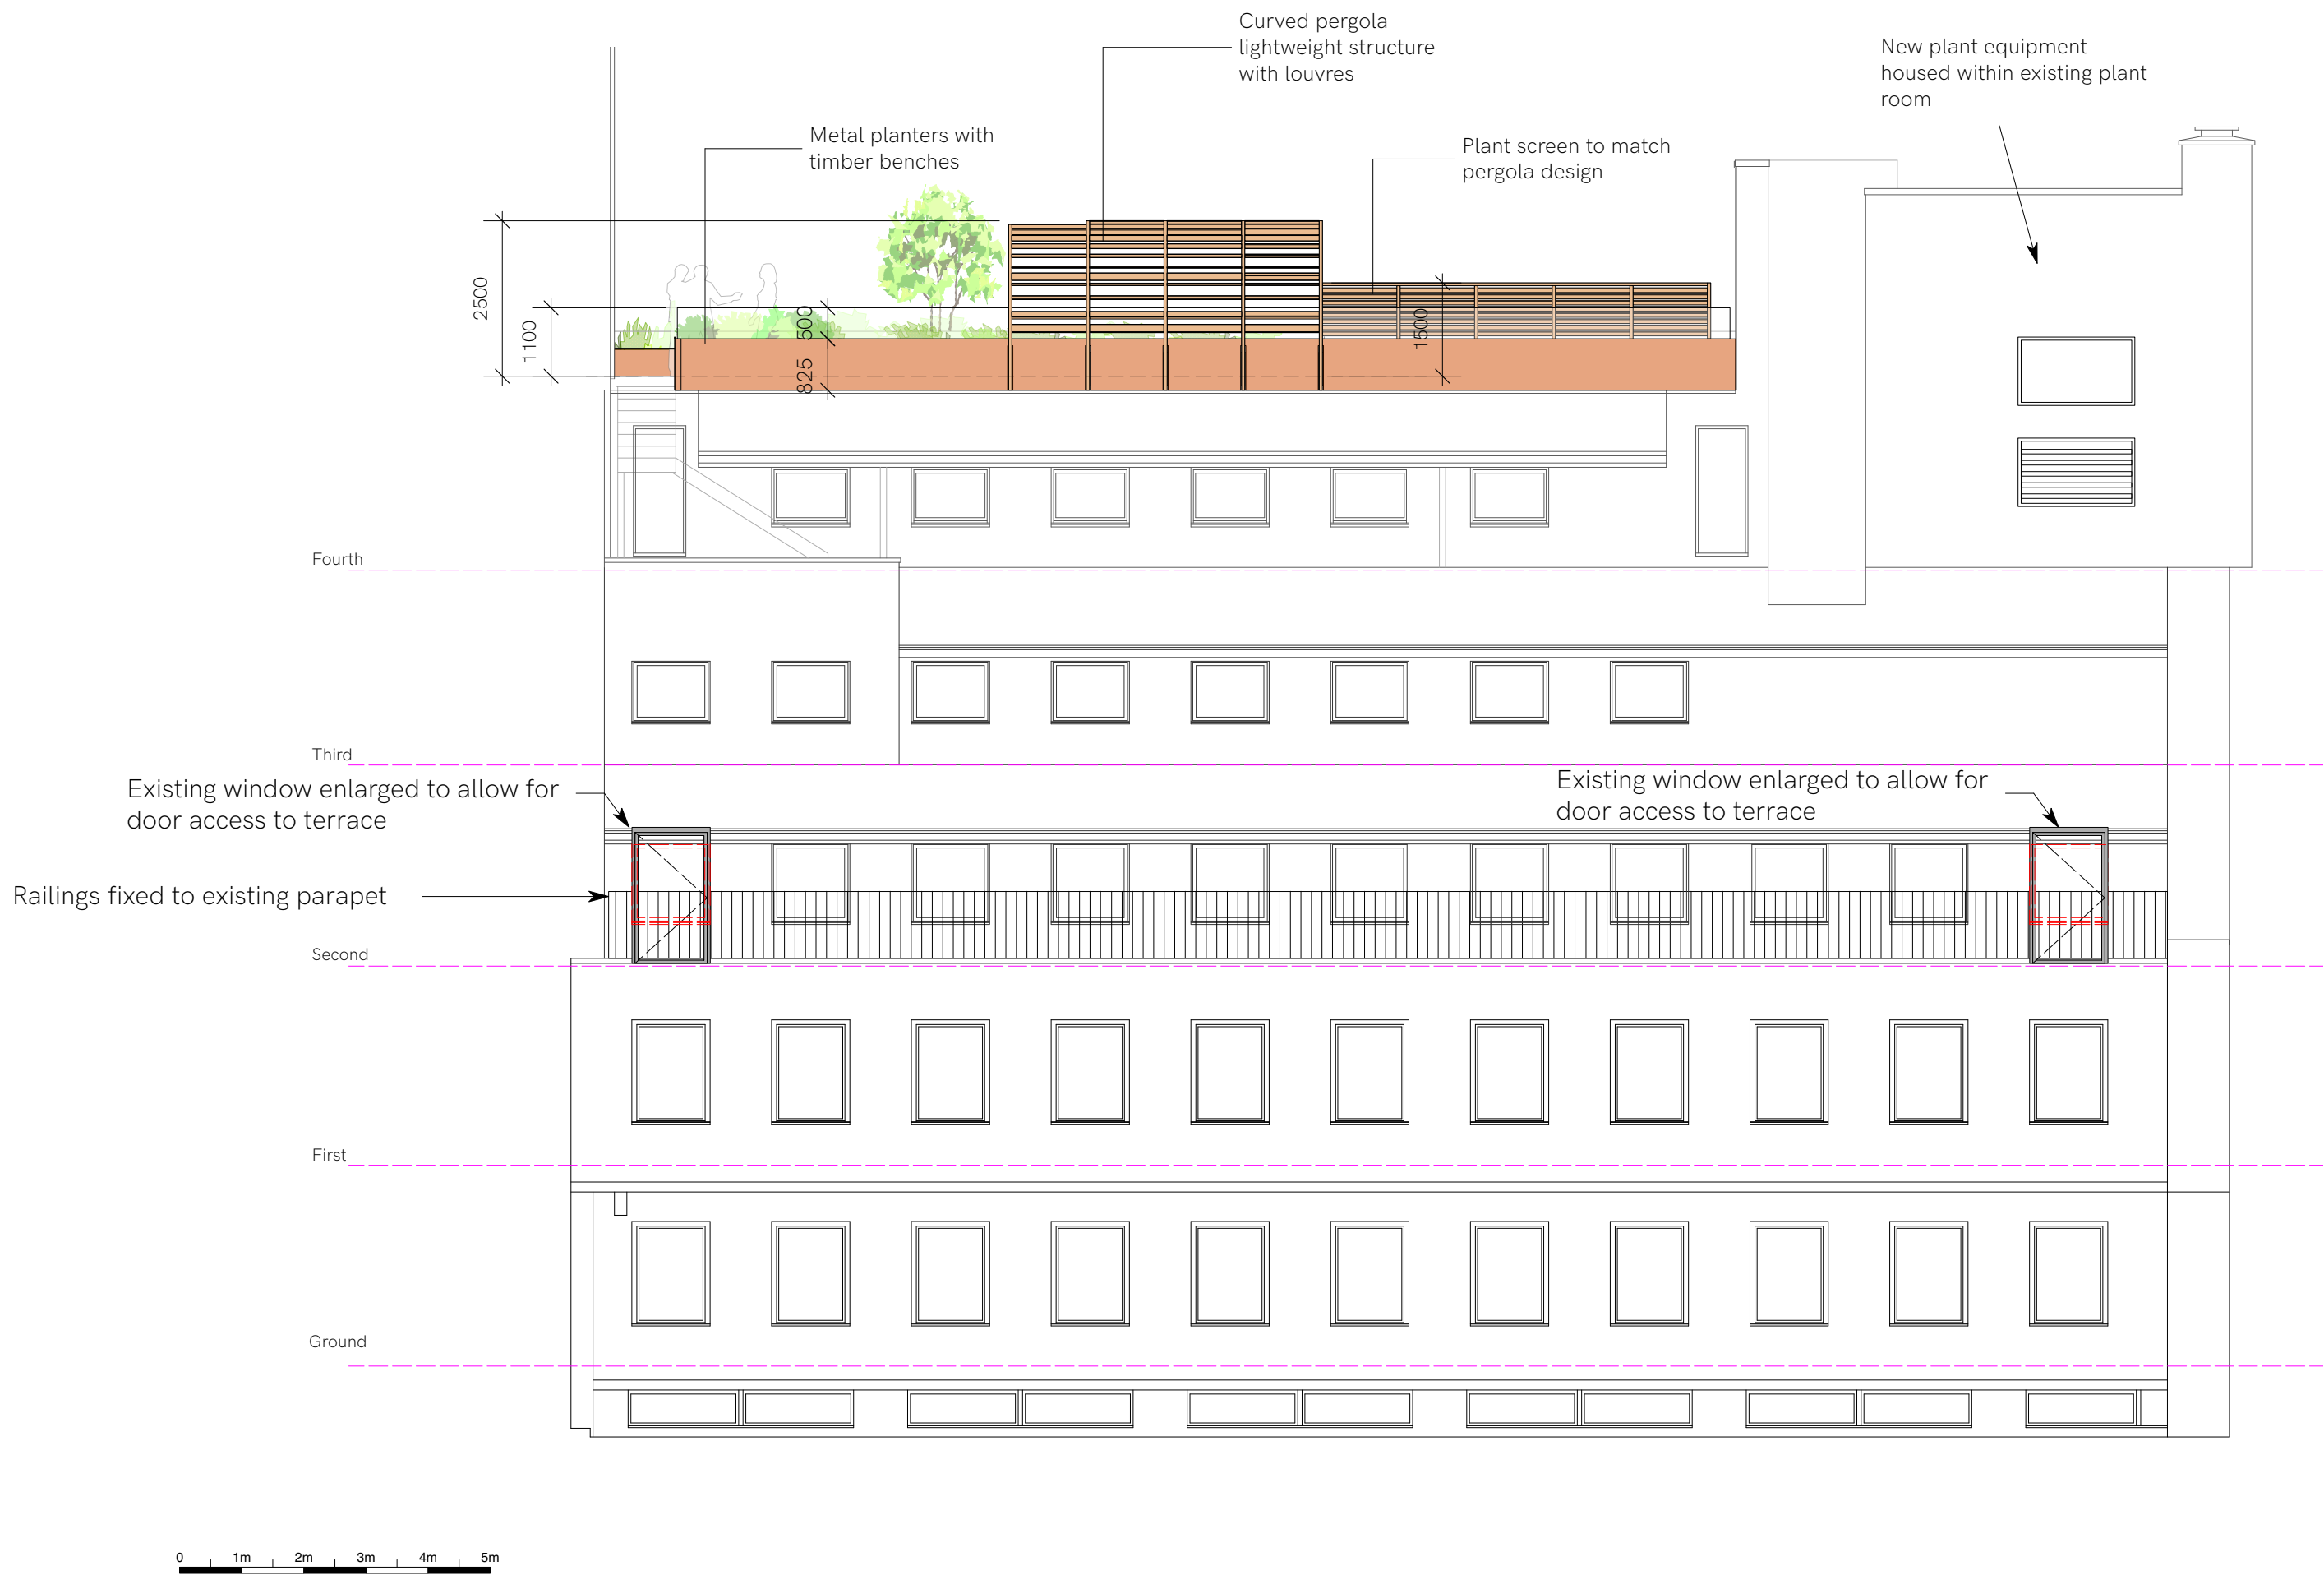 Curved pergola
lightweight structure
with louvres
New plant equipment
housed within existing plant
room
Metal planters with
timber benches
Plant screen to match
pergola design
2500
1100
500
825
1500
Fourth
Third
Existing window enlarged to allow for
door access to terrace
Existing window enlarged to allow for
door access to terrace
Railings fixed to existing parapet
Second
First
Ground
0 1m 2m 3m 4m 5m